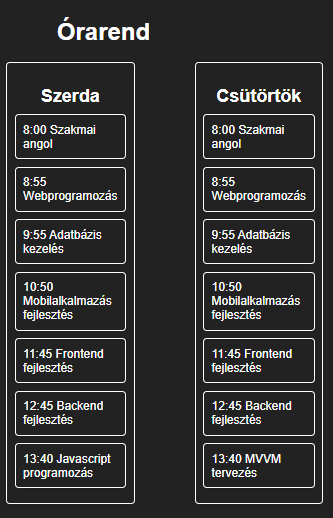 Órarend
Szerda
8:00 Szakmai
angol
8:55
Webprogramozás
9:55 Adatbázis
kezelés
10:50
Mobilalkalmazás
fejlesztés
11:45 Frontend
fejlesztés
12:45 Backend
fejlesztés
13:40 Javascript
programozás
Csütörtök
8:00 Szakmai
angol
8:55
Webprogramozás
9:55 Adatbázis
kezelés
10:50
Mobilalkalmazás
fejlesztés
11:45 Frontend
fejlesztés
12:45 Backend
fejlesztés
13:40 MVVM
tervezés